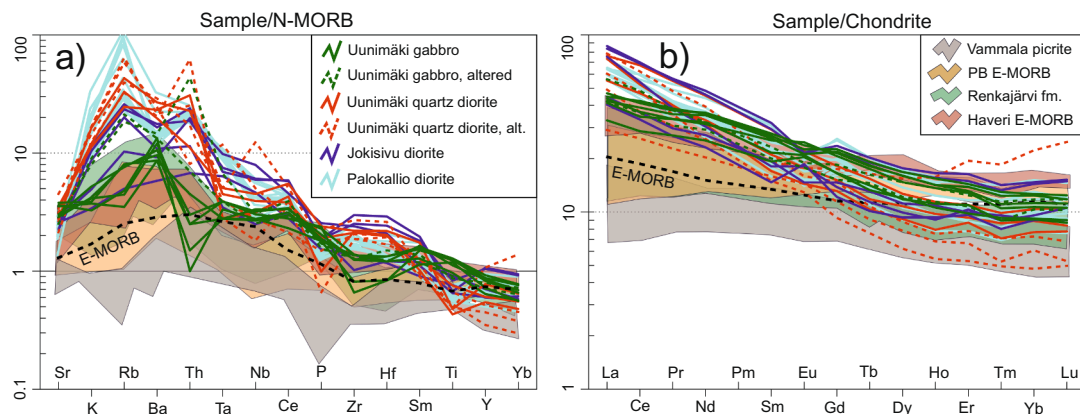 Sample/N-MORB
100
10
1
0.1
a)
Uunimäki gabbro
Uunimäki gabbro, altered
Uunimäki quartz diorite
Uunimäki quartz diorite, alt.
Jokisivu diorite
Palokallio diorite
E-MORB
Sr Rb Th Nb P Hf Ti Yb
K Ba Ta Ce Zr Sm Y
Sample/Chondrite
100
10
1
b)
Vammala picrite
PB E-MORB
Renkajärvi fm.
Haveri E-MORB
E-MORB
La Pr Pm Eu Tb Ho Tm Lu
Ce Nd Sm Gd Dy Er Yb